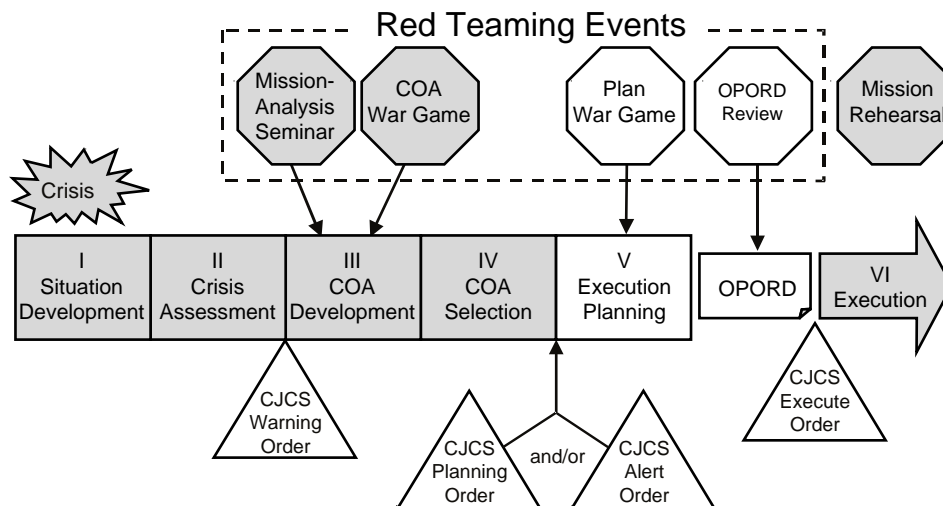 Red Teaming Events
Mission-
Analysis
Seminar
COA
War Game
Plan
War Game
OPORD
Review
Mission
Rehearsal
Crisis
I
Situation
Development
II
Crisis
Assessment
III
COA
Development
IV
COA
Selection
V
Execution
Planning
OPORD
VI
Execution
CJCS
Warning
Order
CJCS
Planning
Order
and/or
CJCS
Alert
Order
CJCS
Execute
Order